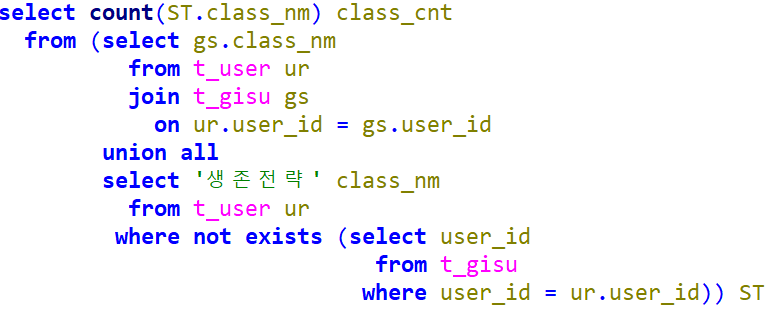 select count(ST.class_nm) class_cnt
from (select gs.class_nm
from t_user ur
join t_gisu gs
on ur.user_id = gs.user_id
union all
select '생존전략' class_nm
from t_user ur
where not exists (select user_id
from t_gisu
where user_id = ur.user_id)) ST